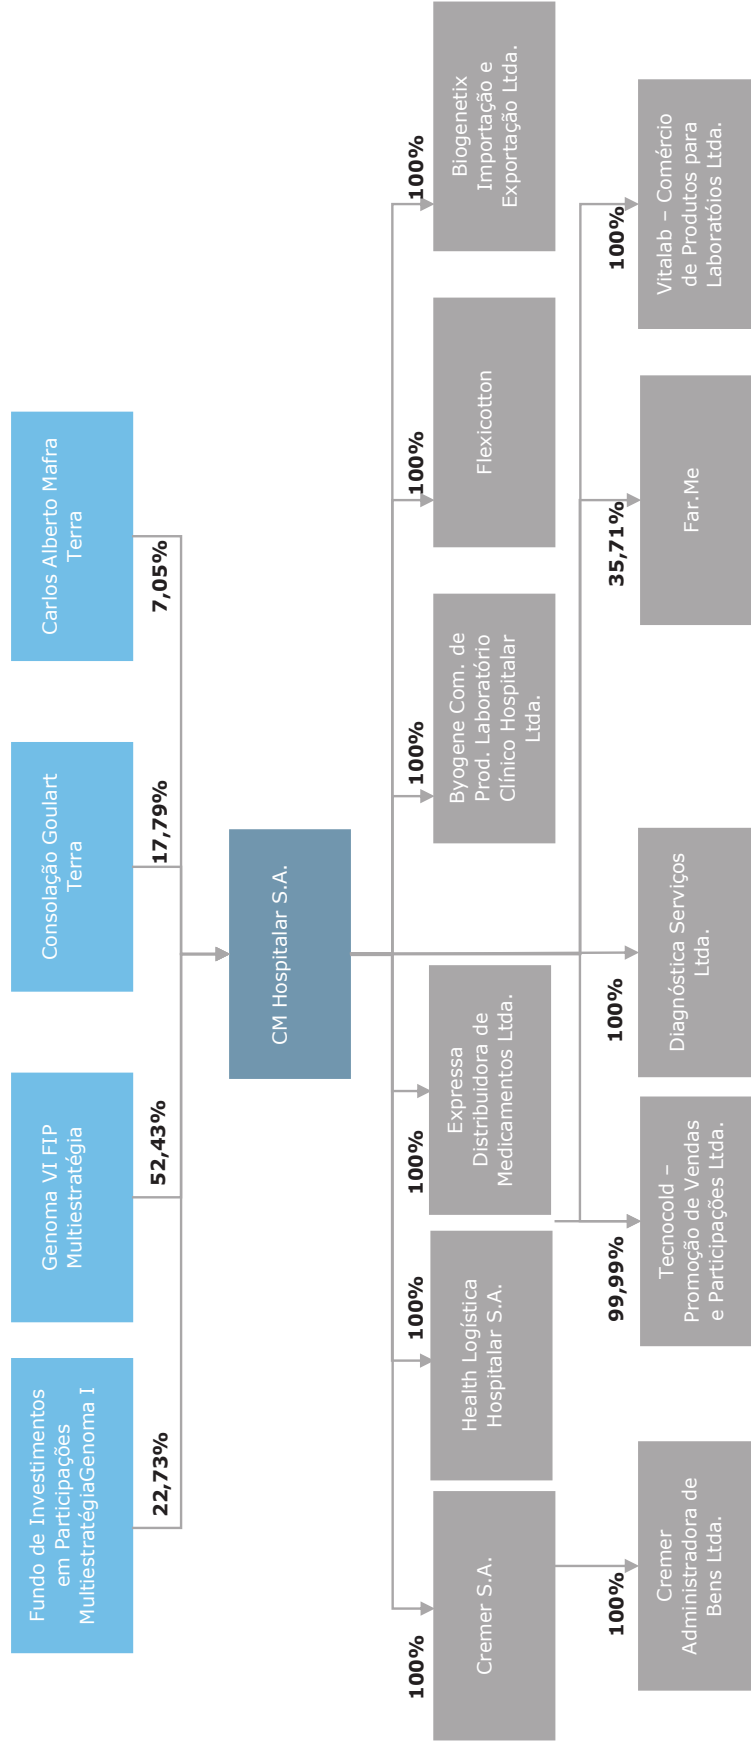 Fundo de Investimentos
em Participações
MultiestratégiaGenoma I
Genoma VI FIP
Multiestratégia
Consolação Goulart
Terra
Carlos Alberto Mafra
Terra
22,73%
52,43%
17,79%
7,05%
CM Hospitalar S.A.
100%
100%
100%
100%
100%
100%
Cremer S.A.
Health Logística
Hospitalar S.A.
Expressa
Distribuidora de
Medicamentos Ltda.
Byogene Com. de
Prod. Laboratório
Clínico Hospitalar
Ltda.
Flexicotton
Biogenetix
Importação e
Exportação Ltda.
100%
99,99%
100%
35,71%
100%
Cremer
Administradora de
Bens Ltda.
Tecnocold –
Promoção de Vendas
e Participações Ltda.
Diagnóstica Serviços
Ltda.
Far.Me
Vitalab – Comércio
de Produtos para
Laboratóios Ltda.